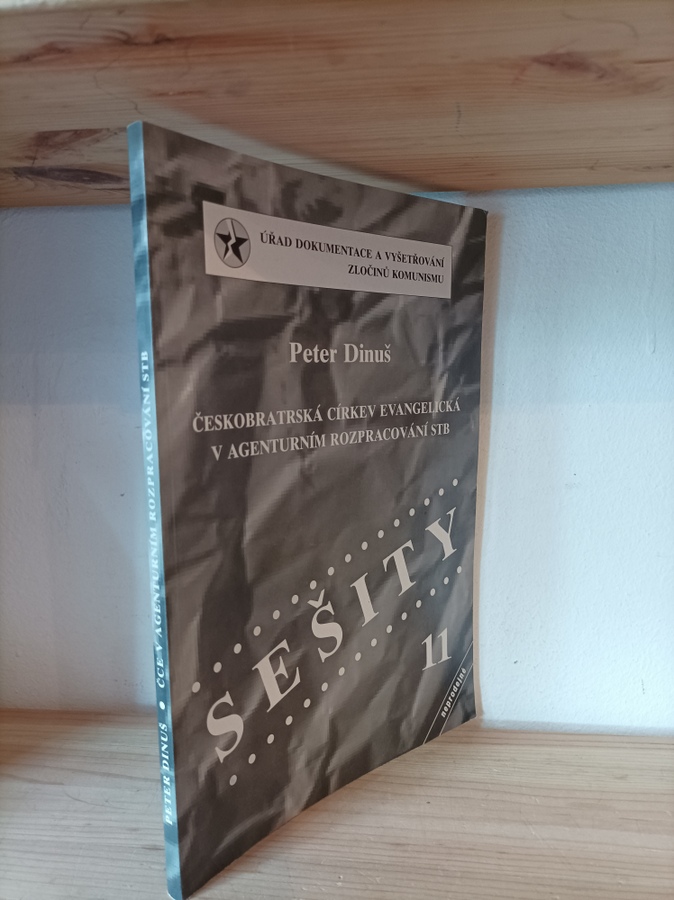 ÚŘAD DOKUMENTACE A VYŠETŘOVÁNÍ
ZLOČINŮ KOMUNISMU
Peter Dinuš
ČESKOBRATRSKÁ CÍRKEV EVANGELICKÁ
V AGENTURNÍM ROZPRACOVÁNÍ STB
SEŠITY
11
neprodejné
PETER DINUŠ • ČCE V AGENTURNÍM ROZPRACOVÁNÍ STB